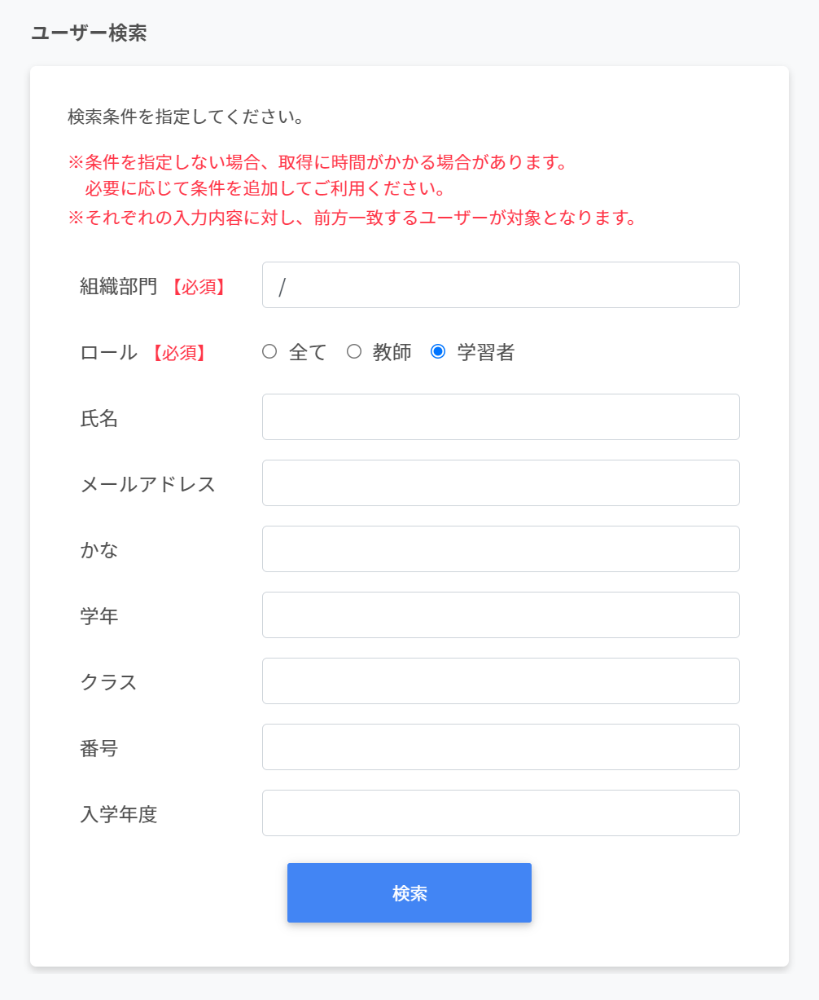 ユーザー検索
検索条件を指定してください。
※条件を指定しない場合、取得に時間がかかる場合があります。
必要に応じて条件を追加してご利用ください。
※それぞれの入力内容に対し、前方一致するユーザーが対象となります。
組織部門 【必須】 /
ロール 【必須】 全て 教師 学習者
氏名
メールアドレス
かな
学年
クラス
番号
入学年度
検索